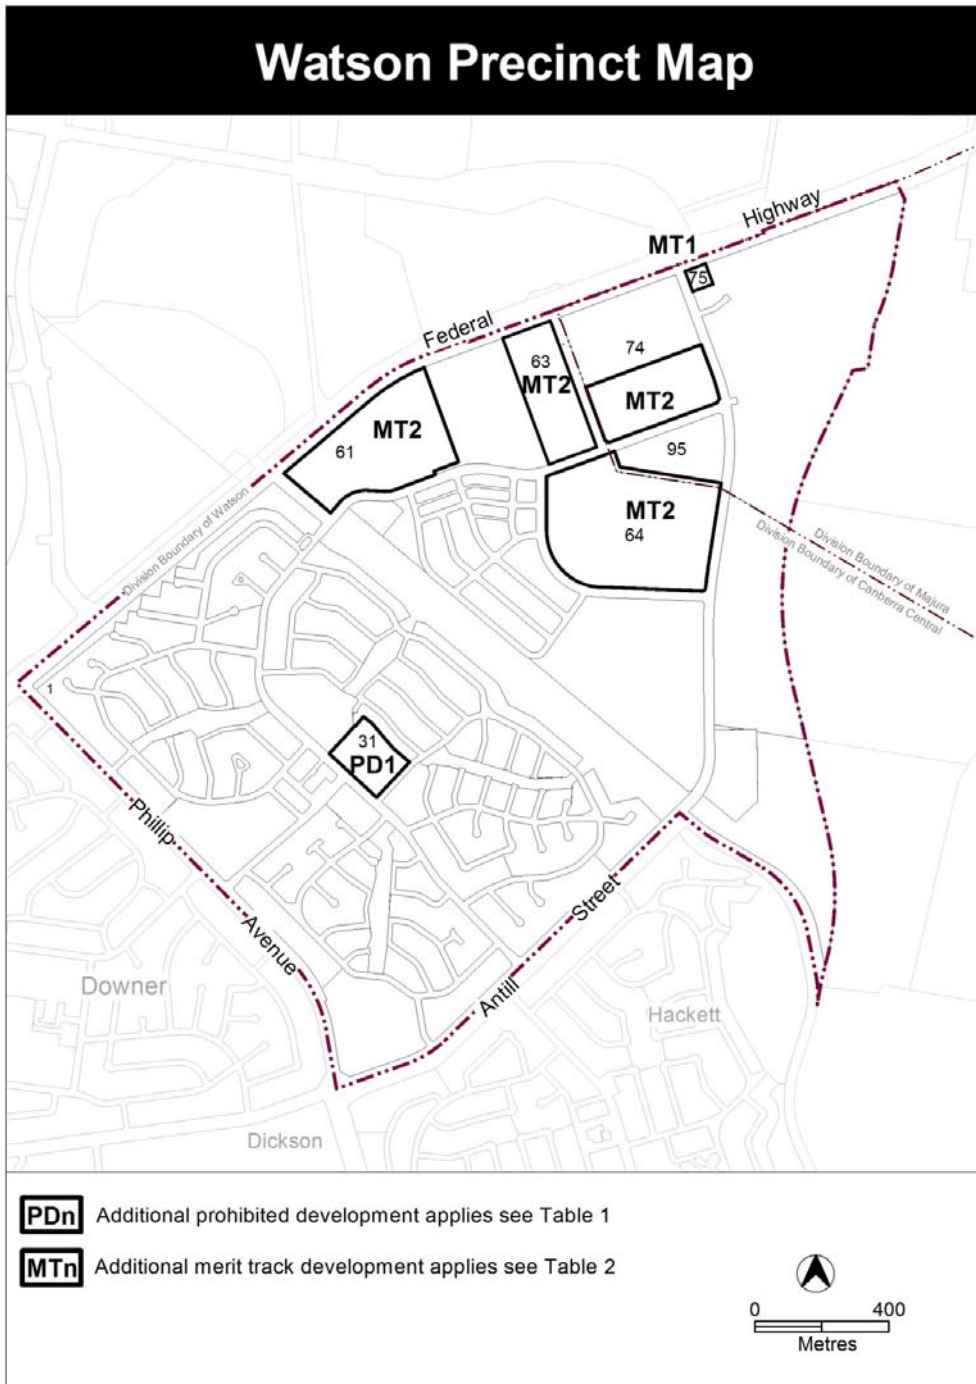 Watson Precinct Map
Highway
MT1
75
Federal
63
MT2
74
MT2
61
MT2
95
MT2
64
Division Boundary of Watson
Division Boundary of Majura
Division Boundary of Canberra Central
1
31
PD1
Phillip
Avenue
Street
Antill
Downer
Hackett
Dickson
PDn Additional prohibited development applies see Table 1
MTn Additional merit track development applies see Table 2
0 400
Metres